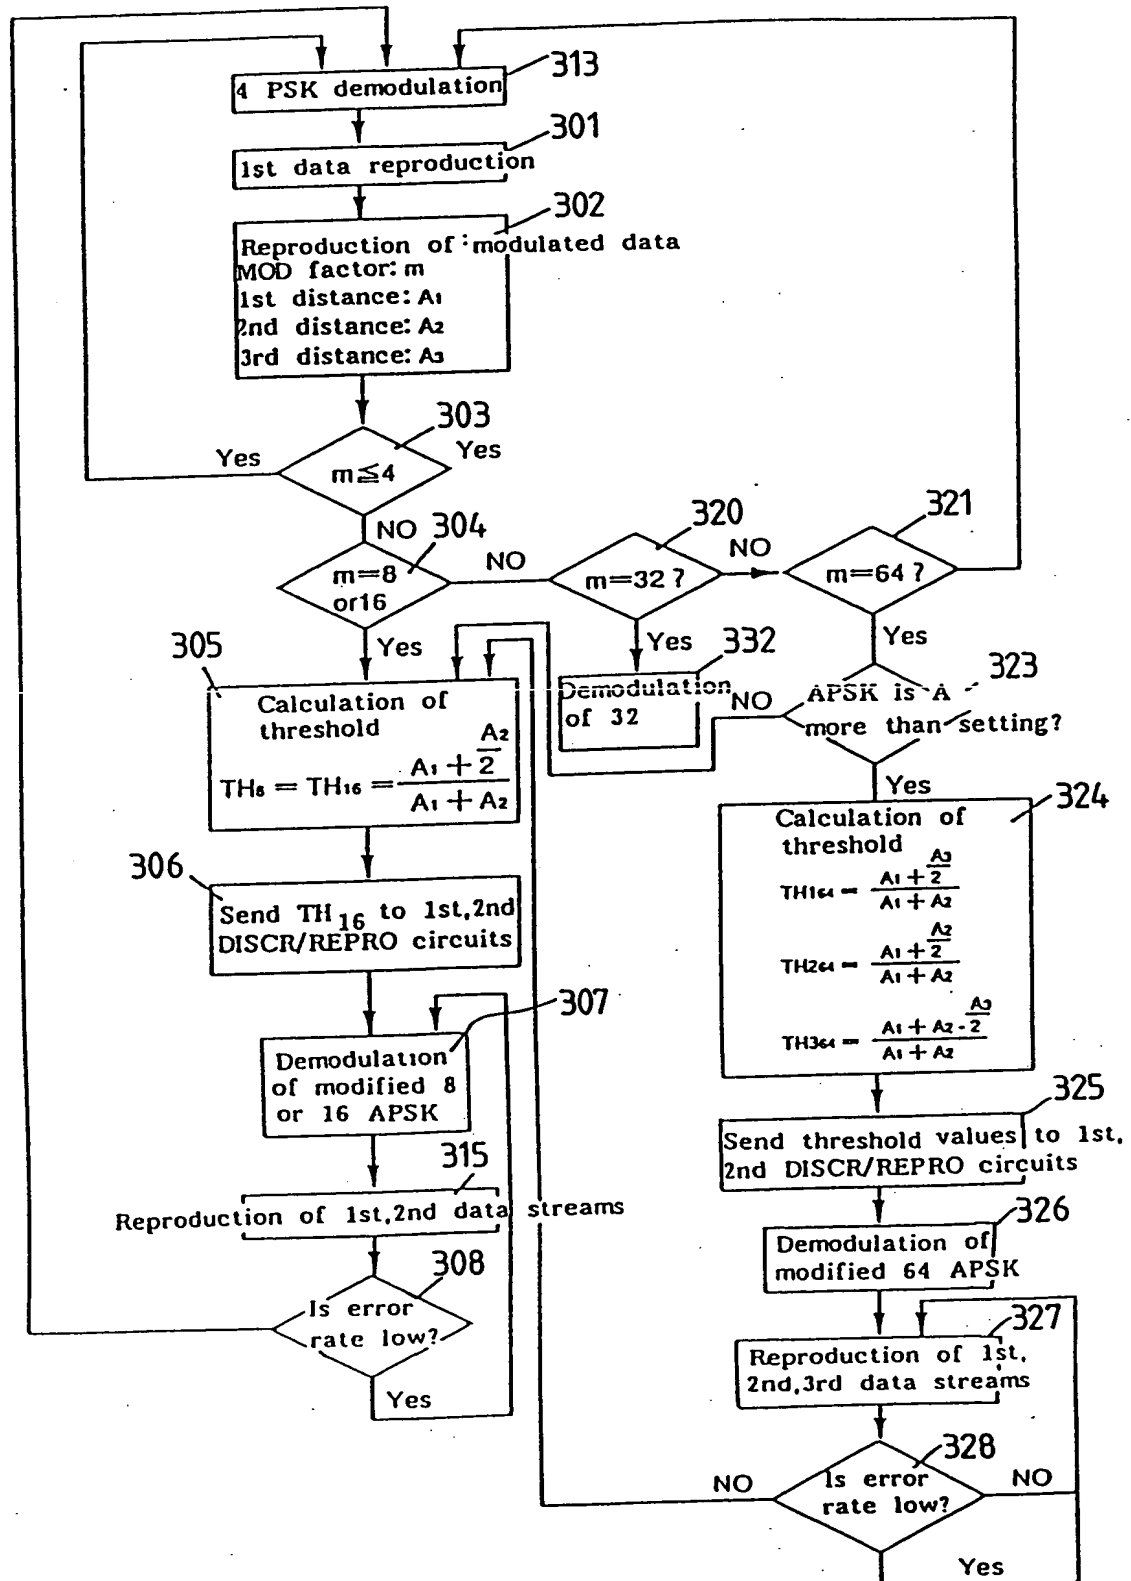 313
4 PSK demodulation
301
1st data reproduction
302
Reproduction of : modulated data
MOD factor: m
1st distance: A1
2nd distance: A2
3rd distance: A3
303
Yes
Yes
m≦4
NO
304
NO
320
NO
321
m=8
or16
m=32 ?
m=64 ?
305
Yes
Yes
332
Yes
323
Calculation of
threshold
TH8 = TH16 = (A1 + A2/2) / (A1 + A2)
Demodulation
of 32
NO
APSK is A
more than setting?
Yes
324
Calculation of
threshold
TH164 = (A1 + A3/2) / (A1 + A2)
TH264 = (A1 + A2/2) / (A1 + A2)
TH364 = (A1 + A2 - A3/2) / (A1 + A2)
306
Send TH16 to 1st,2nd
DISCR/REPRO circuits
307
Demodulation
of modified 8
or 16 APSK
315
Reproduction of 1st,2nd data streams
308
Is error
rate low?
Yes
325
Send threshold values to 1st,
2nd DISCR/REPRO circuits
326
Demodulation of
modified 64 APSK
327
Reproduction of 1st,
2nd,3rd data streams
328
NO
Is error
rate low?
NO
Yes